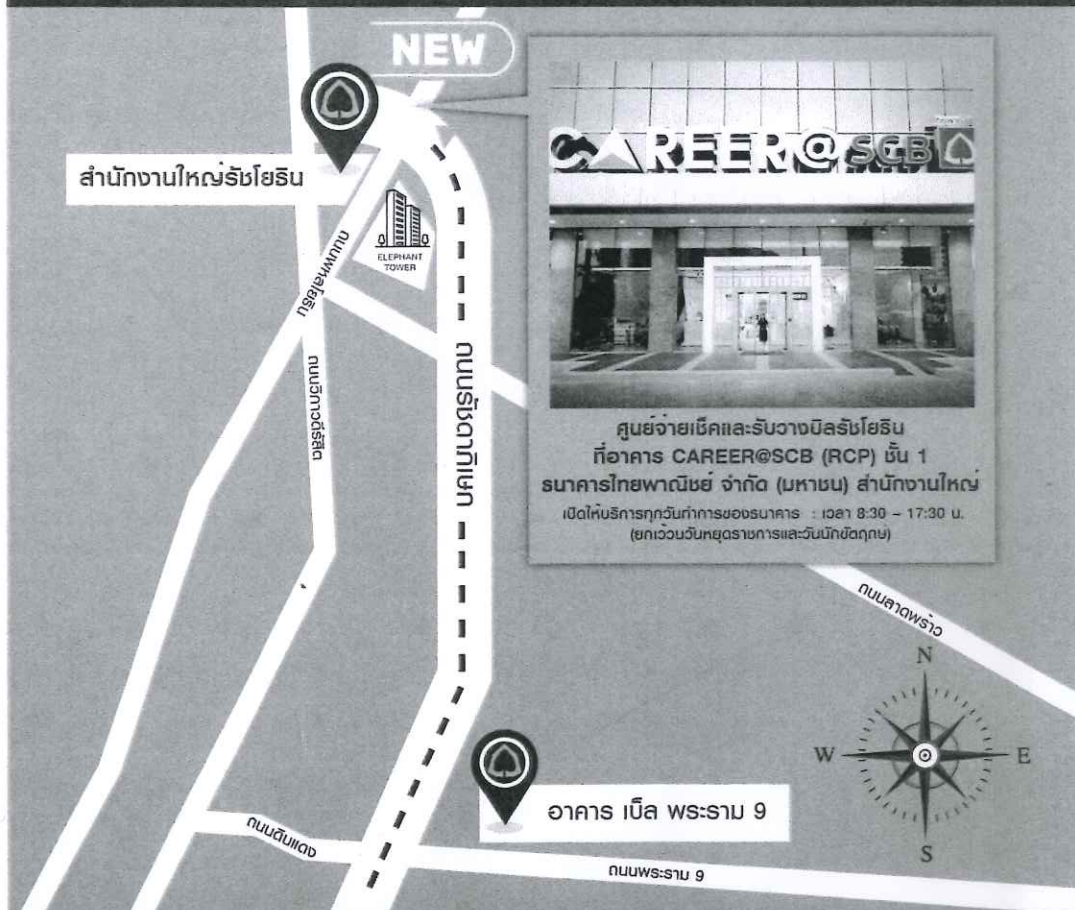 NEW
CAREER@SCB
สำนักงานใหญ่รัชโยธิน
ELEPHANT
TOWER
ถนนพหลโยธิน
ถนนวิภาวดีรังสิต
ถนนรัชดาภิเษก
ศูนย์จ่ายเช็คและรับวางบิลรัชโยธิน
ที่อาคาร CAREER@SCB (RCP) ชั้น 1
ธนาคารไทยพาณิชย์ จำกัด (มหาชน) สำนักงานใหญ่
เปิดให้บริการทุกวันทำการของธนาคาร : เวลา 8:30 – 17:30 น.
(ยกเว้นวันหยุดราชการและวันนักขัตฤกษ์)
ถนนลาดพร้าว
N
W
E
S
อาคาร เบ็ล พระราม 9
ถนนดินแดง
ถนนพระราม 9